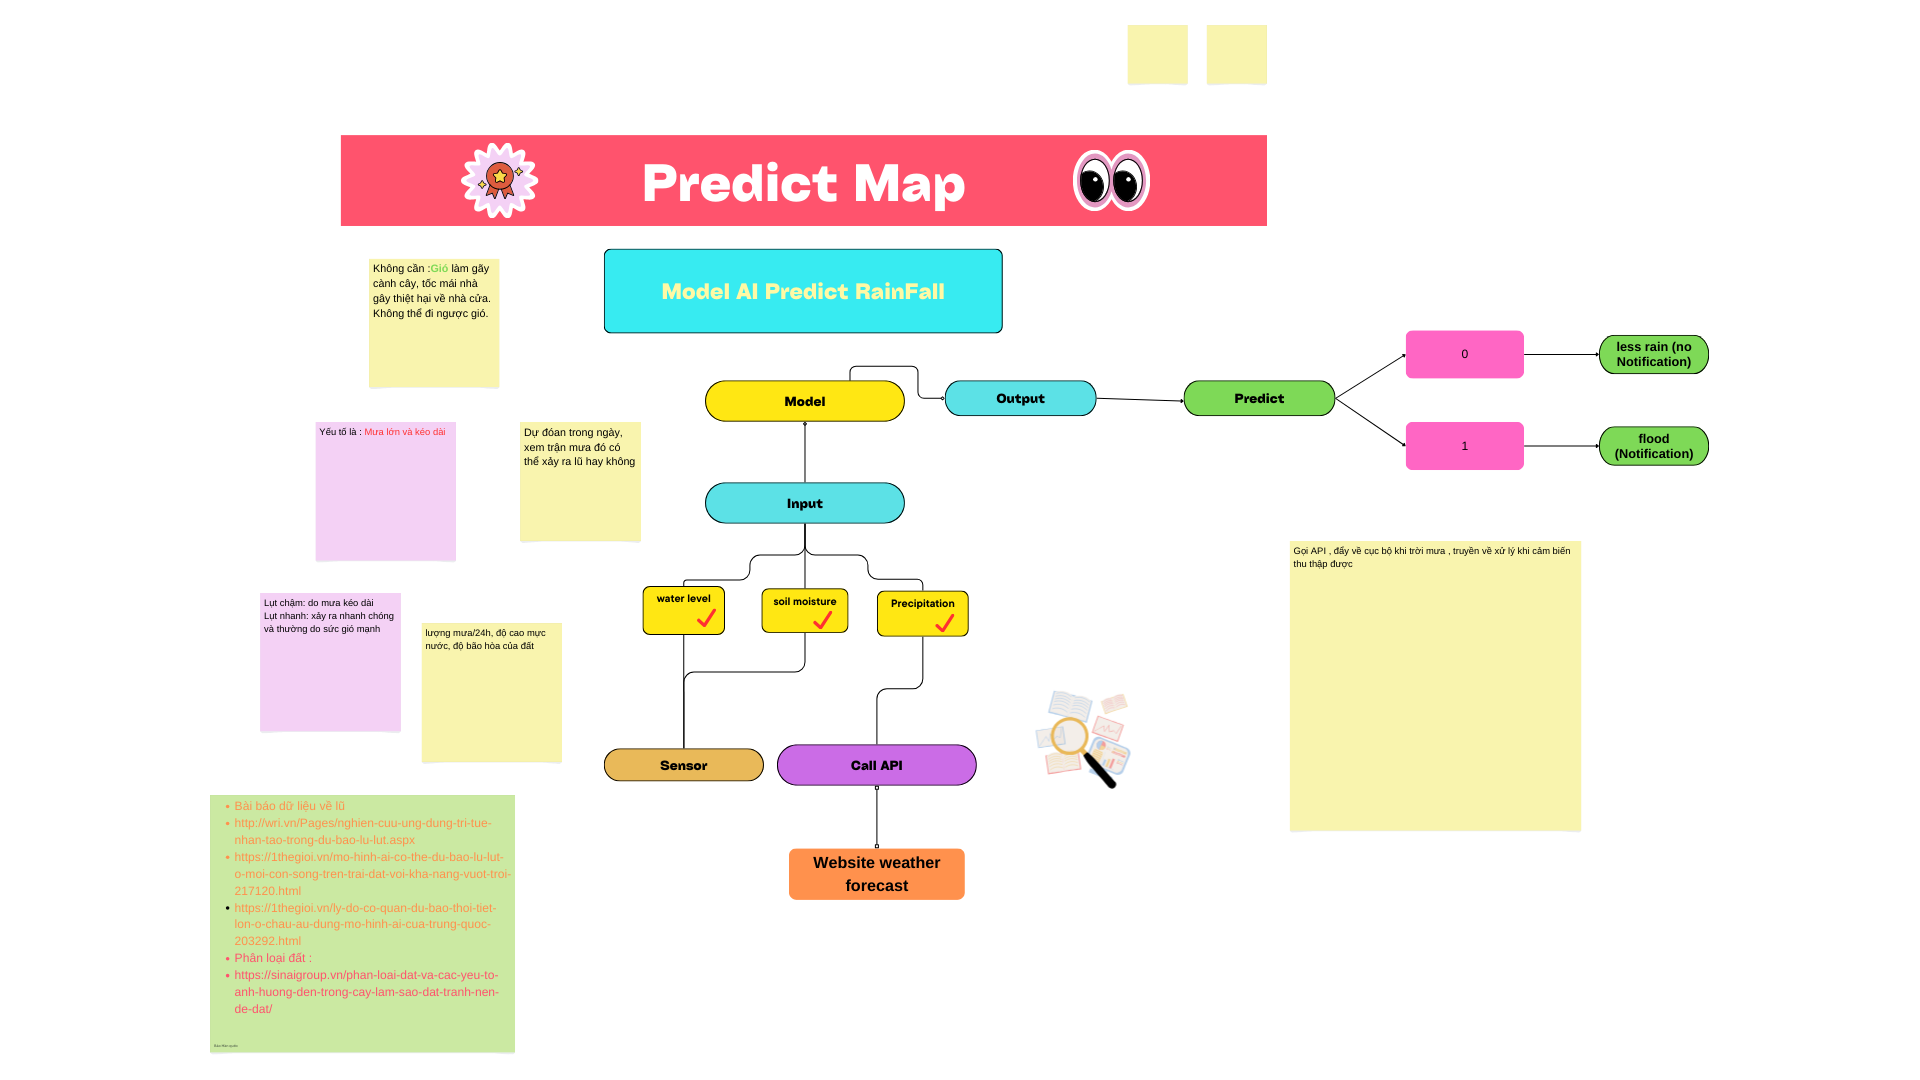 Predict Map
Model AI Predict RainFall
Không cần :Gió làm gãy
cành cây, tốc mái nhà
gây thiệt hại về nhà cửa.
Không thể đi ngược gió.
Yếu tố là : Mưa lớn và kéo dài
Dự đóan trong ngày,
xem trận mưa đó có
thể xảy ra lũ hay không
Lụt chậm: do mưa kéo dài
Lụt nhanh: xảy ra nhanh chóng
và thường do sức gió mạnh
lượng mưa/24h, độ cao mực
nước, độ bão hòa của đất
Model
Output
Predict
0
less rain (no
Notification)
1
flood
(Notification)
Input
water level
soil moisture
Precipitation
Sensor
Call API
Website weather
forecast
Gọi API , đẩy về cục bộ khi trời mưa , truyền về xử lý khi cảm biến
thu thập được
• Bài báo dữ liệu về lũ
• http://wri.vn/Pages/nghien-cuu-ung-dung-tri-tue-
nhan-tao-trong-du-bao-lu-lut.aspx
• https://1thegioi.vn/mo-hinh-ai-co-the-du-bao-lu-lut-
o-moi-con-song-tren-trai-dat-voi-kha-nang-vuot-troi-
217120.html
• https://1thegioi.vn/ly-do-co-quan-du-bao-thoi-tiet-
lon-o-chau-au-dung-mo-hinh-ai-cua-trung-quoc-
203292.html
• Phân loại đất :
• https://sinaigroup.vn/phan-loai-dat-va-cac-yeu-to-
anh-huong-den-trong-cay-lam-sao-dat-tranh-nen-
de-dat/